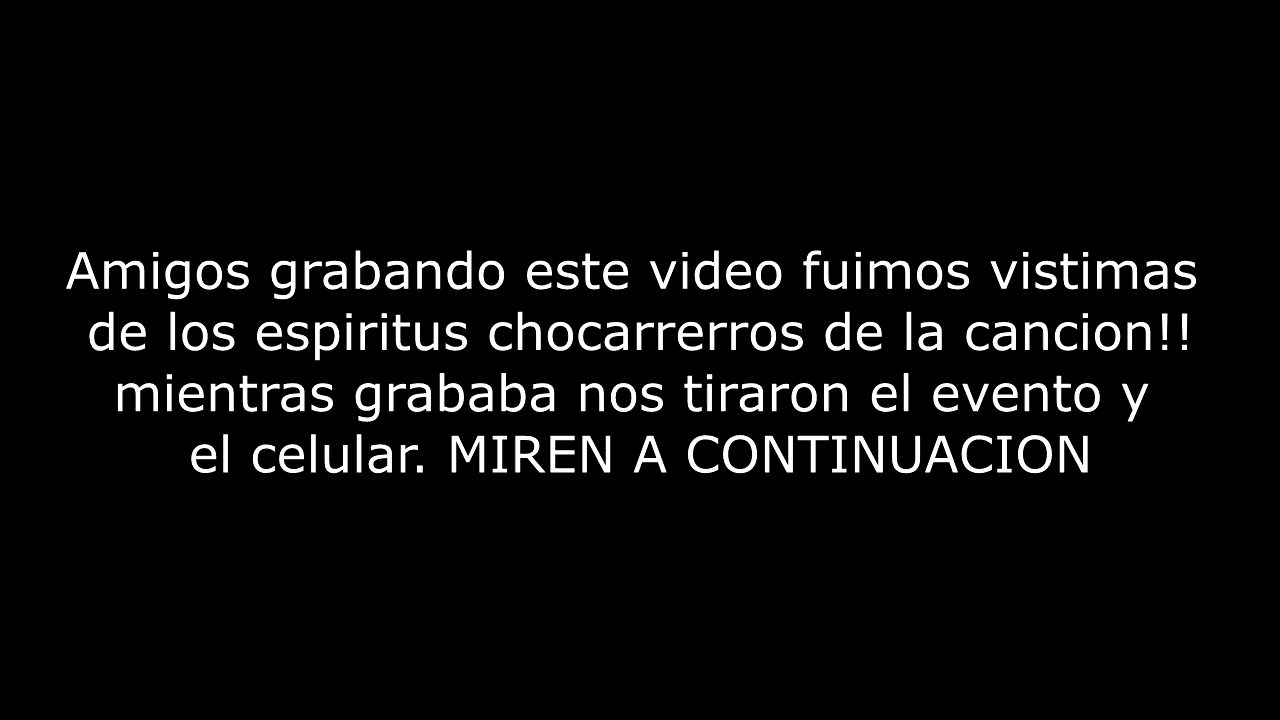 Amigos grabando este video fuimos vistimas
de los espiritus chocarrerros de la cancion!!
mientras grababa nos tiraron el evento y
el celular. MIREN A CONTINUACION